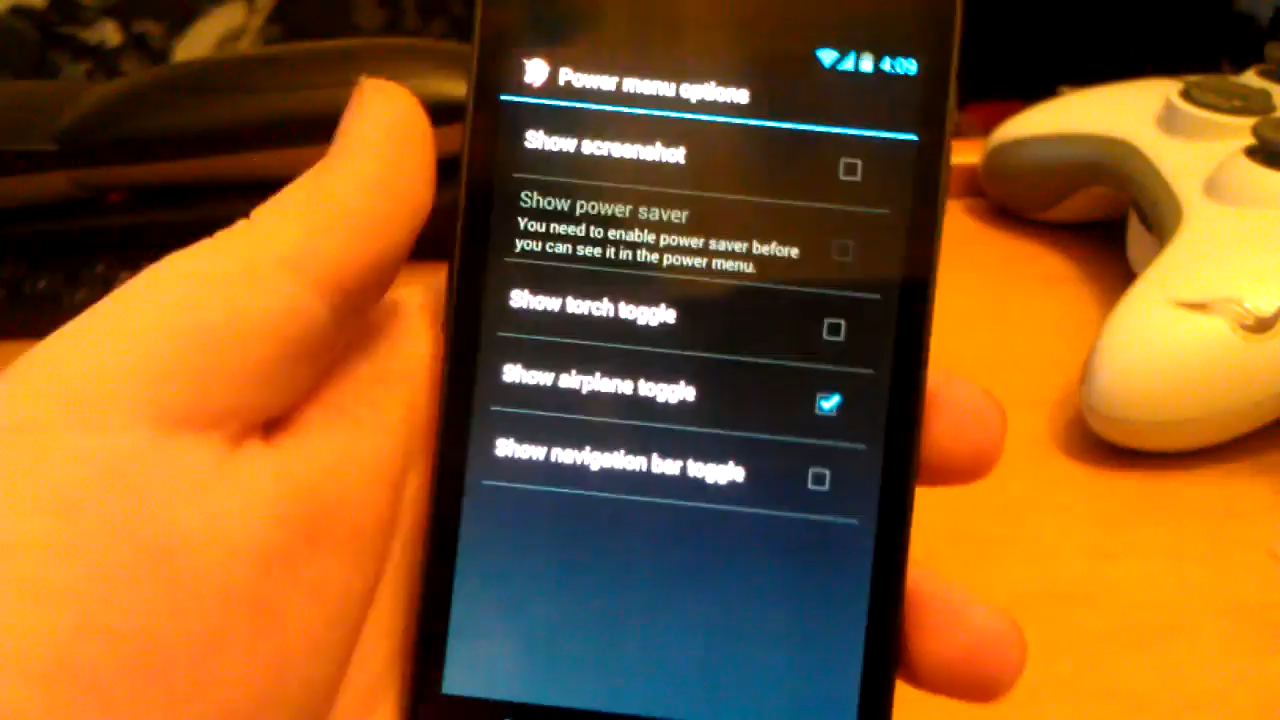 4:09
Power menu options
Show screenshot
Show power saver
You need to enable power saver before
you can see it in the power menu.
Show torch toggle
Show airplane toggle
Show navigation bar toggle